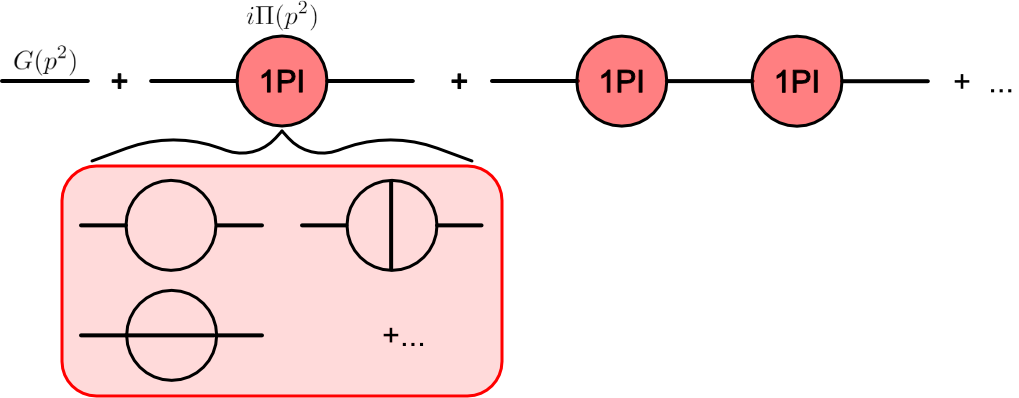 iΠ(p²)
G(p²) + 1PI + 1PI 1PI + ...
+...